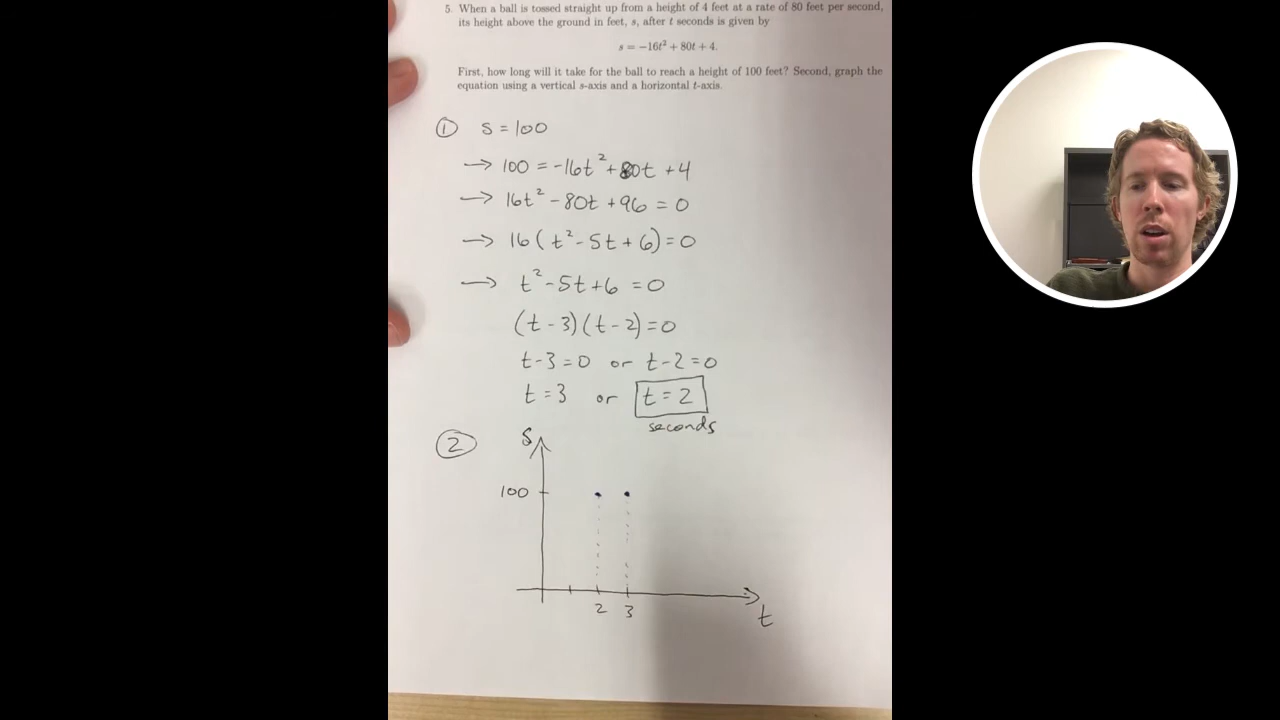 5. When a ball is tossed straight up from a height of 4 feet at a rate of 80 feet per second,
its height above the ground in feet, s, after t seconds is given by
s = −16t² + 80t + 4.
First, how long will it take for the ball to reach a height of 100 feet? Second, graph the
equation using a vertical s-axis and a horizontal t-axis.
① s = 100
→ 100 = -16t² + 80t + 4
→ 16t² - 80t + 96 = 0
→ 16(t² - 5t + 6) = 0
→ t² - 5t + 6 = 0
(t - 3)(t - 2) = 0
t - 3 = 0 or t - 2 = 0
t = 3 or t = 2
seconds
② s
100
2 3
t